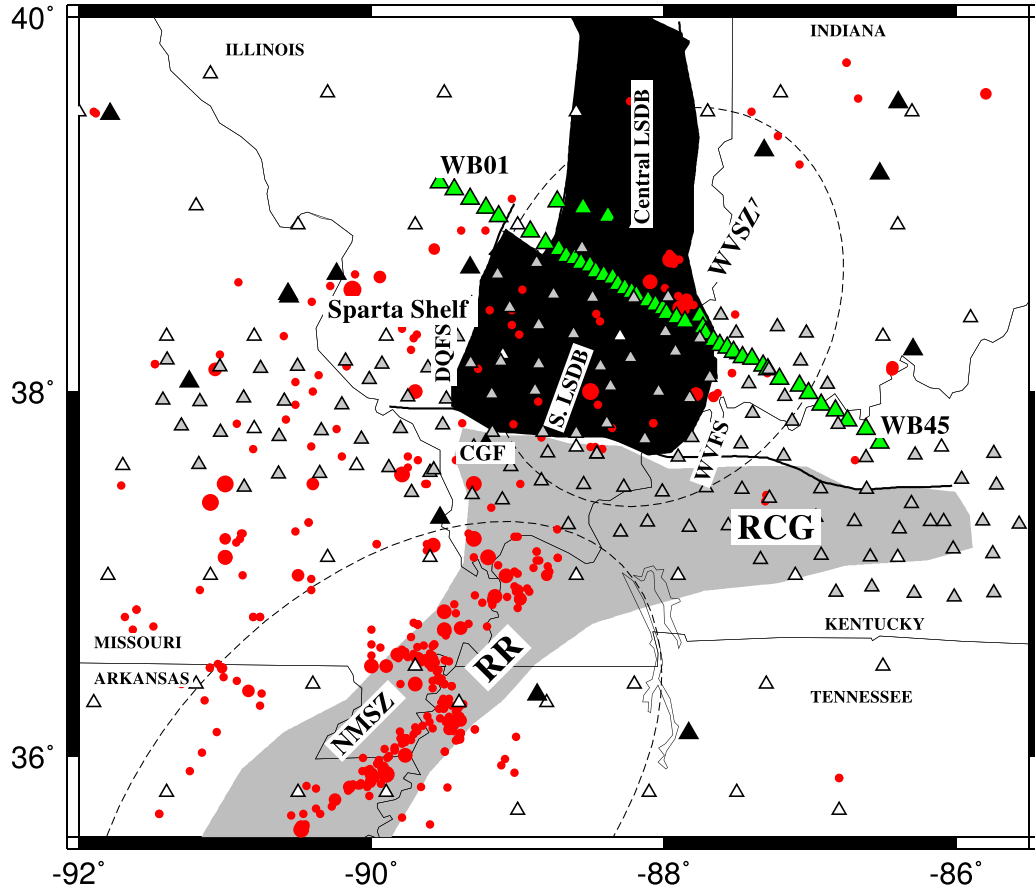 40°
ILLINOIS
INDIANA
Central LSDB
WB01
WVSZ
Sparta Shelf
DQFS
38°
S. LSDB
WB45
WVFS
CGF
RCG
MISSOURI
KENTUCKY
RR
ARKANSAS
TENNESSEE
NMSZ
36°
-92°
-90°
-88°
-86°